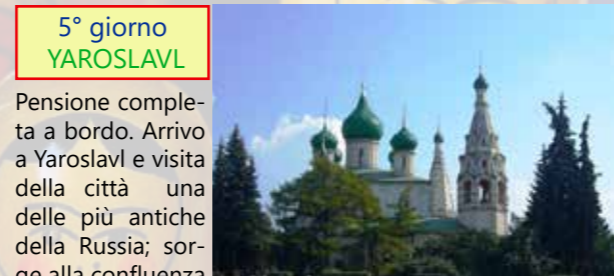 5° giorno
YAROSLAVL
Pensione comple-
ta a bordo. Arrivo
a Yaroslavl e visita
della città una
delle più antiche
della Russia; sor-
ge alla confluenza